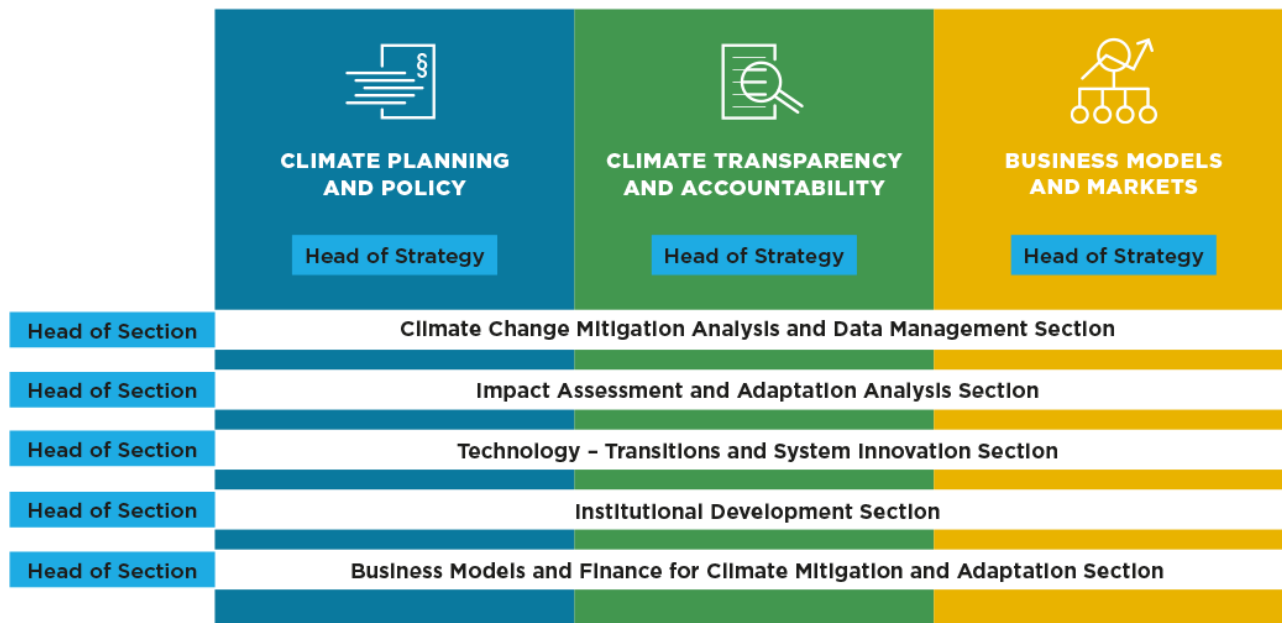 §
§
CLIMATE PLANNING
AND POLICY
Head of Strategy
CLIMATE TRANSPARENCY
AND ACCOUNTABILITY
Head of Strategy
BUSINESS MODELS
AND MARKETS
Head of Strategy
Head of Section
Climate Change Mitigation Analysis and Data Management Section
Head of Section
Impact Assessment and Adaptation Analysis Section
Head of Section
Technology – Transitions and System Innovation Section
Head of Section
Institutional Development Section
Head of Section
Business Models and Finance for Climate Mitigation and Adaptation Section